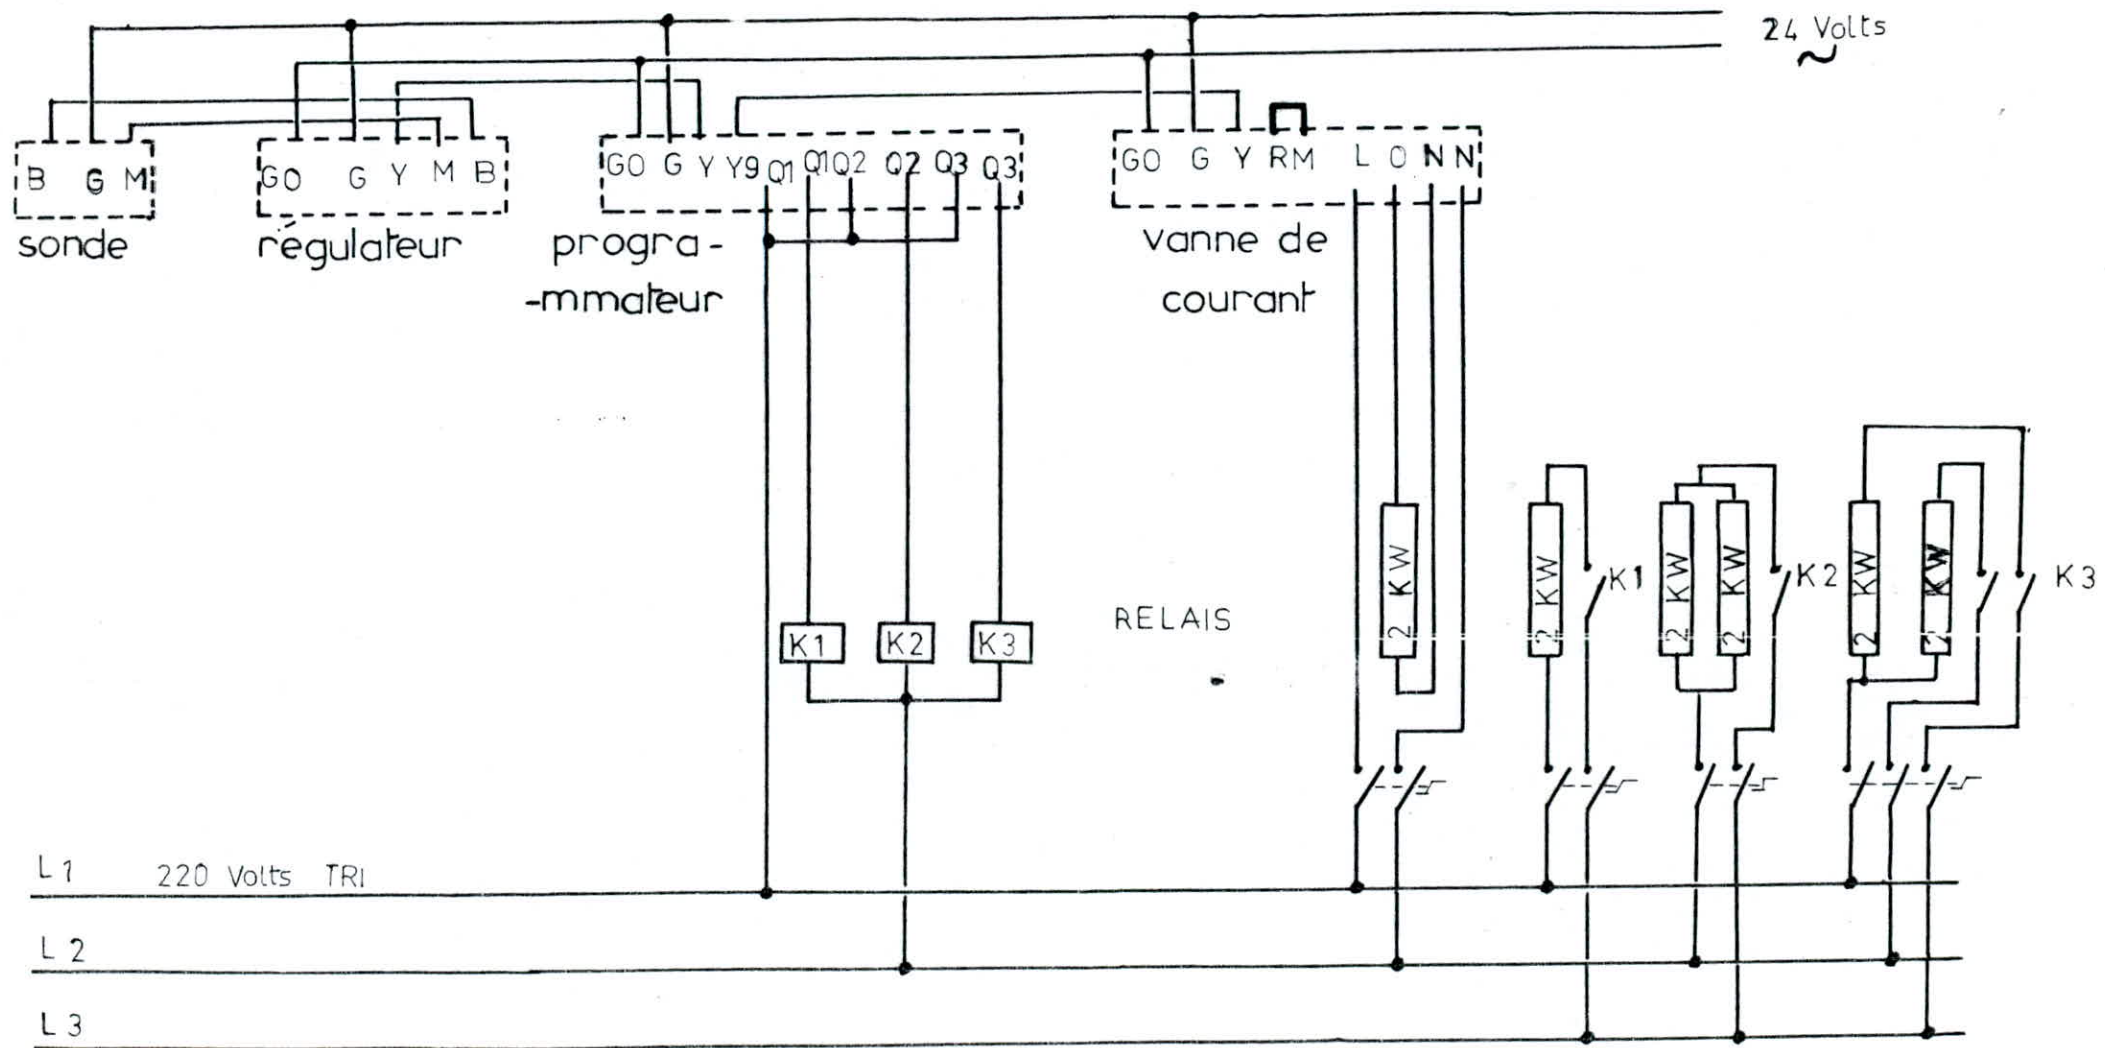 24 Volts
~
B G M
GO G Y M B
GO G Y Y9 Q1 Q1 Q2 Q2 Q3 Q3
GO G Y R M L O N N
sonde
régulateur
progra-
-mmateur
vanne de
courant
2 KW
2 KW
K1
2 KW
2 KW
K2
2 KW
2 KW
K3
K1
K2
K3
RELAIS
L1 220 Volts TRI
L2
L3